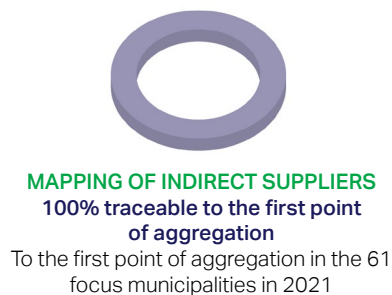 MAPPING OF INDIRECT SUPPLIERS
100% traceable to the first point
of aggregation
To the first point of aggregation in the 61
focus municipalities in 2021